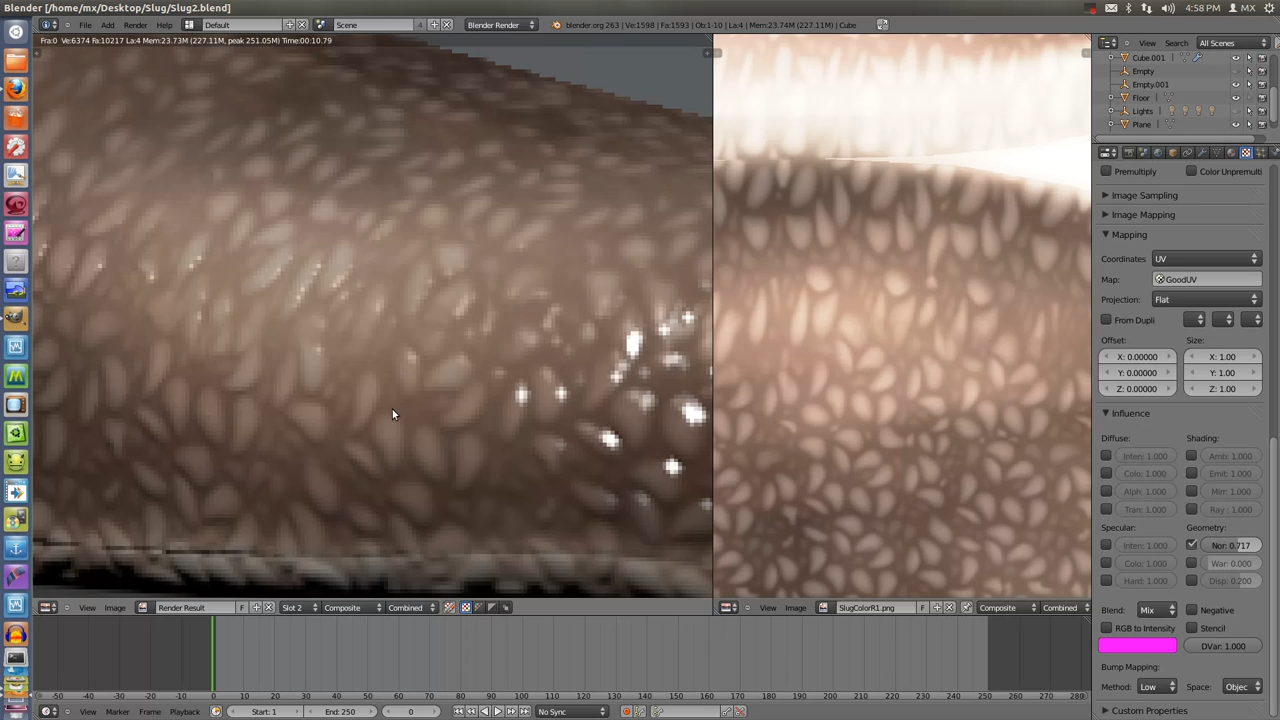 Blender [/home/mx/Desktop/Slug/Slug2.blend]
4:58 PM MX
File Add Render Help Default Scene 4 Blender Render blender.org 263 | Ve:1598 | Fa:1593 | Ob:1-10 | La:4 | Mem:23.74M (227.11M) | Cube
View Search All Scenes
Fra:0 Ve:6374 Fa:10217 La:4 Mem:23.73M (227.11M, peak 251.05M) Time:00:10.79
Cube.001
Empty
Empty.001
Floor
Lights
Plane
Premultiply Color Unpremulti
Image Sampling
Image Mapping
Mapping
Coordinates UV
Map: GoodUV
Projection: Flat
From Dupli
Offset: Size:
X: 0.00000 X: 1.00
Y: 0.00000 Y: 1.00
Z: 0.00000 Z: 1.00
Influence
Diffuse: Shading:
Inten: 1.000 Amb: 1.000
Colo: 1.000 Emit: 1.000
Alph: 1.000 Mirr: 1.000
Tran: 1.000 Ray : 1.000
Specular: Geometry:
Inten: 1.000 Nor: 0.717
Colo: 1.000 War: 0.000
Hard: 1.000 Disp: 0.200
Blend: Mix Negative
RGB to Intensity Stencil
DVar: 1.000
Bump Mapping:
Method: Low Space: Objec
Custom Properties
View Image Render Result F Slot 2 Composite Combined
View Image SlugColorR1.png F Composite Combined
-50 -40 -30 -20 -10 0 10 20 30 40 50 60 70 80 90 100 110 120 130 140 150 160 170 180 190 200 210 220 230 240 250 260 270 280
View Marker Frame Playback Start: 1 End: 250 0 No Sync